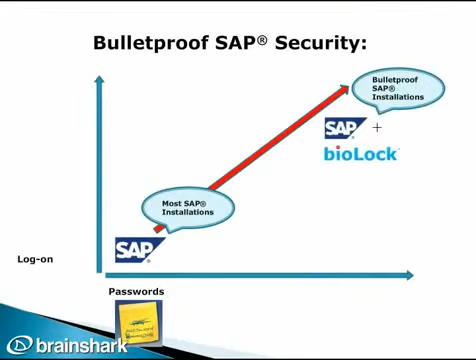 Bulletproof SAP® Security:
Bulletproof
SAP®
Installations
SAP®
+
bioLock
Most SAP®
Installations
SAP®
Log-on
Passwords
brainshark